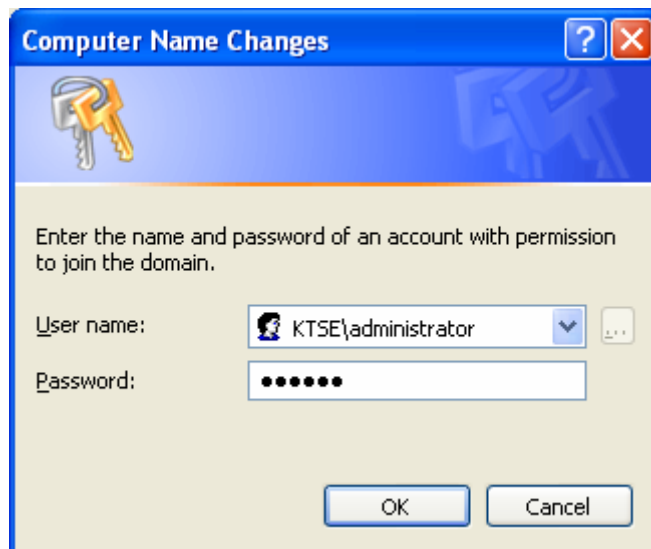 Computer Name Changes
Enter the name and password of an account with permission
to join the domain.
User name: KTSE\administrator ...
Password: ●●●●●●
OK Cancel